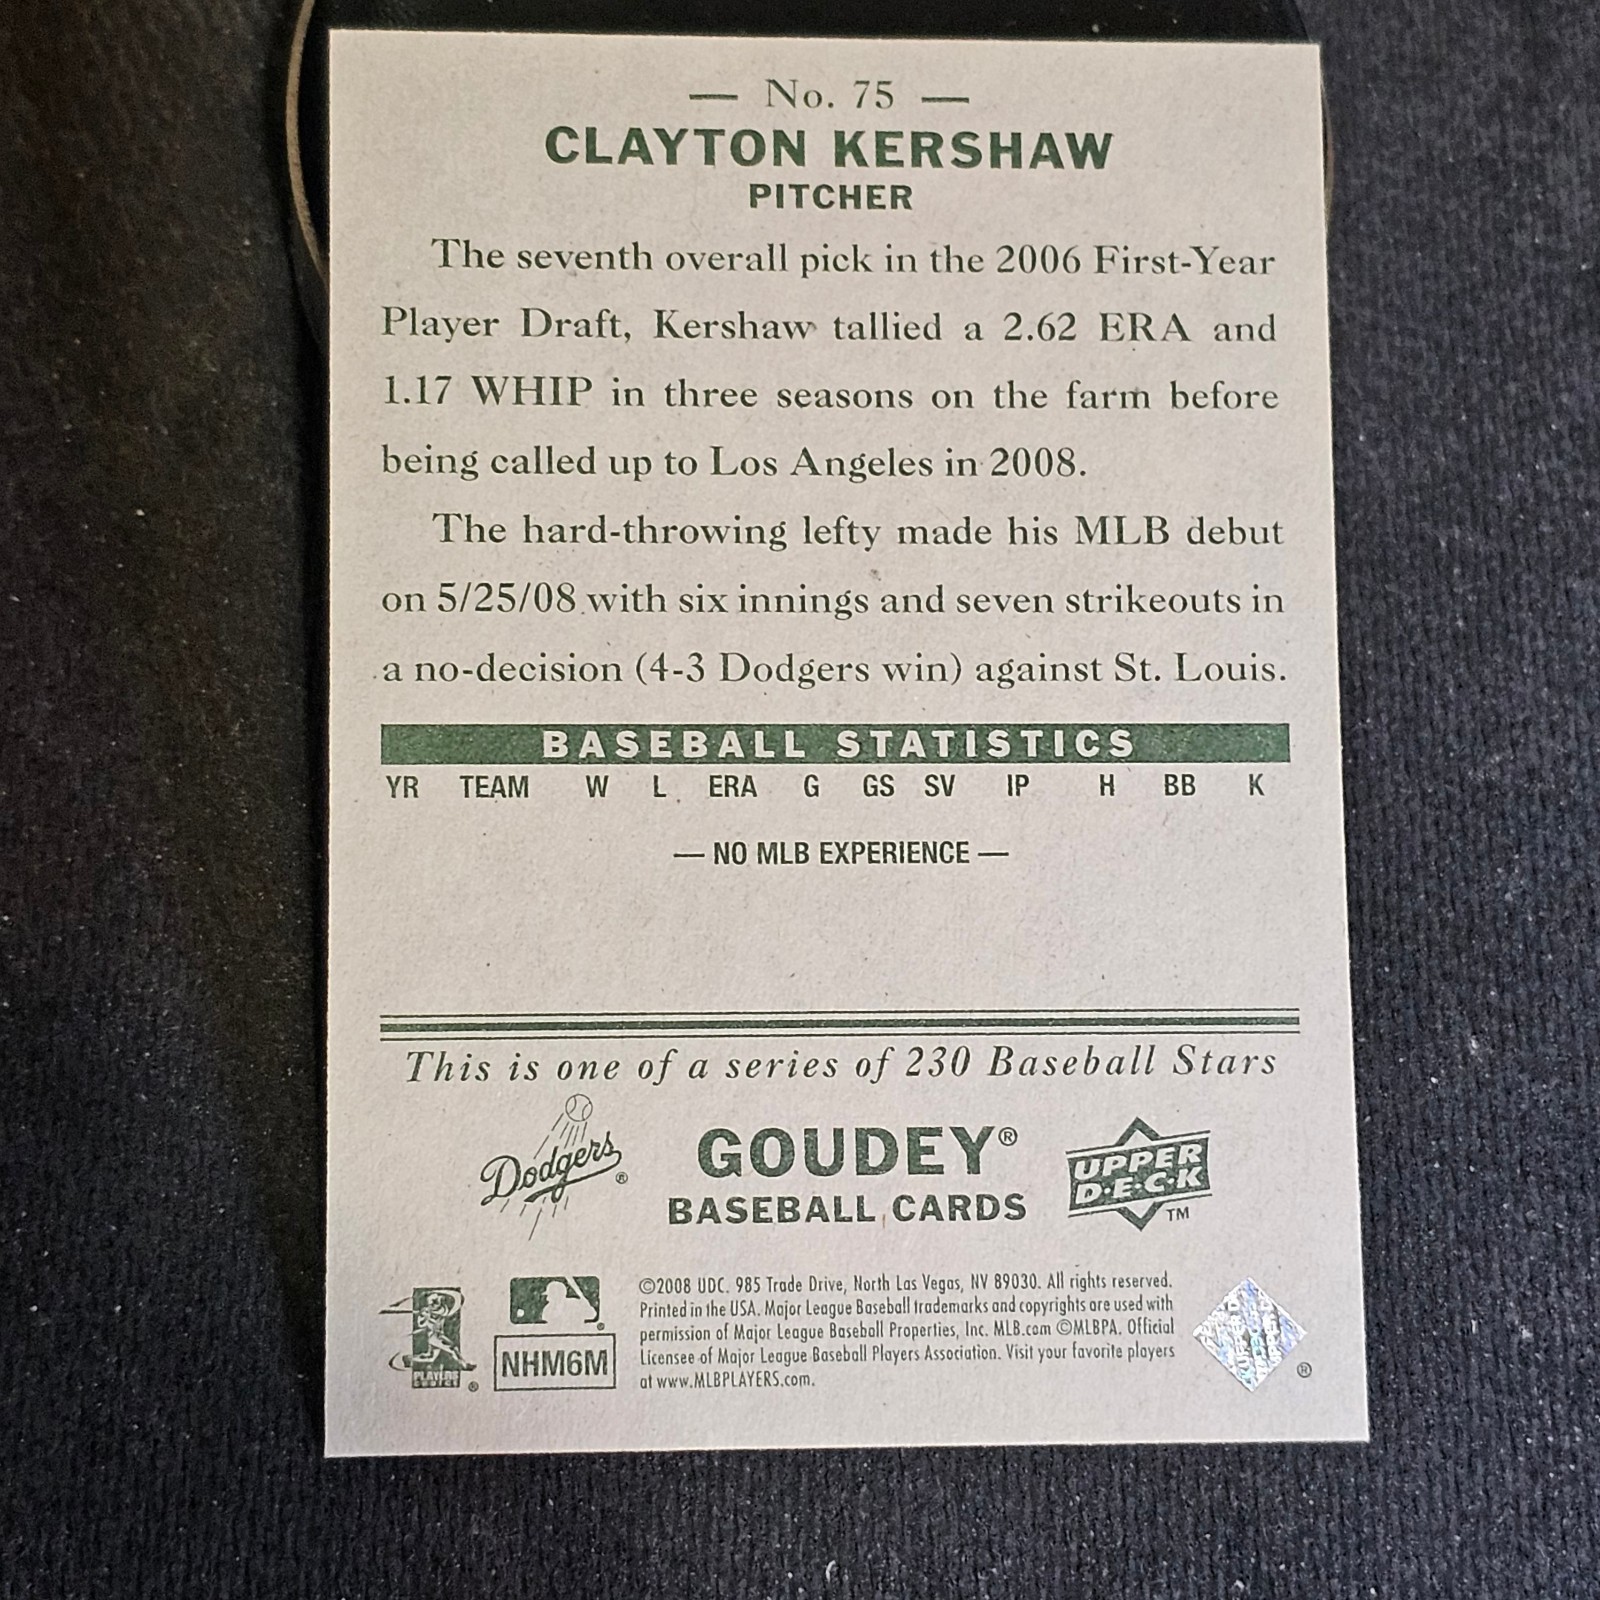 — No. 75 —
CLAYTON KERSHAW
PITCHER
The seventh overall pick in the 2006 First-Year
Player Draft, Kershaw tallied a 2.62 ERA and
1.17 WHIP in three seasons on the farm before
being called up to Los Angeles in 2008.
The hard-throwing lefty made his MLB debut
on 5/25/08 with six innings and seven strikeouts in
a no-decision (4-3 Dodgers win) against St. Louis.
BASEBALL STATISTICS
YR TEAM W L ERA G GS SV IP H BB K
— NO MLB EXPERIENCE —
This is one of a series of 230 Baseball Stars
Dodgers®
GOUDEY®
BASEBALL CARDS
UPPER
D·E·C·K
™
PLAYERS
CHOICE ®
®
NHM6M
©2008 UDC. 985 Trade Drive, North Las Vegas, NV 89030. All rights reserved.
Printed in the USA. Major League Baseball trademarks and copyrights are used with
permission of Major League Baseball Properties, Inc. MLB.com ©MLBPA. Official
Licensee of Major League Baseball Players Association. Visit your favorite players
at www.MLBPLAYERS.com.
®